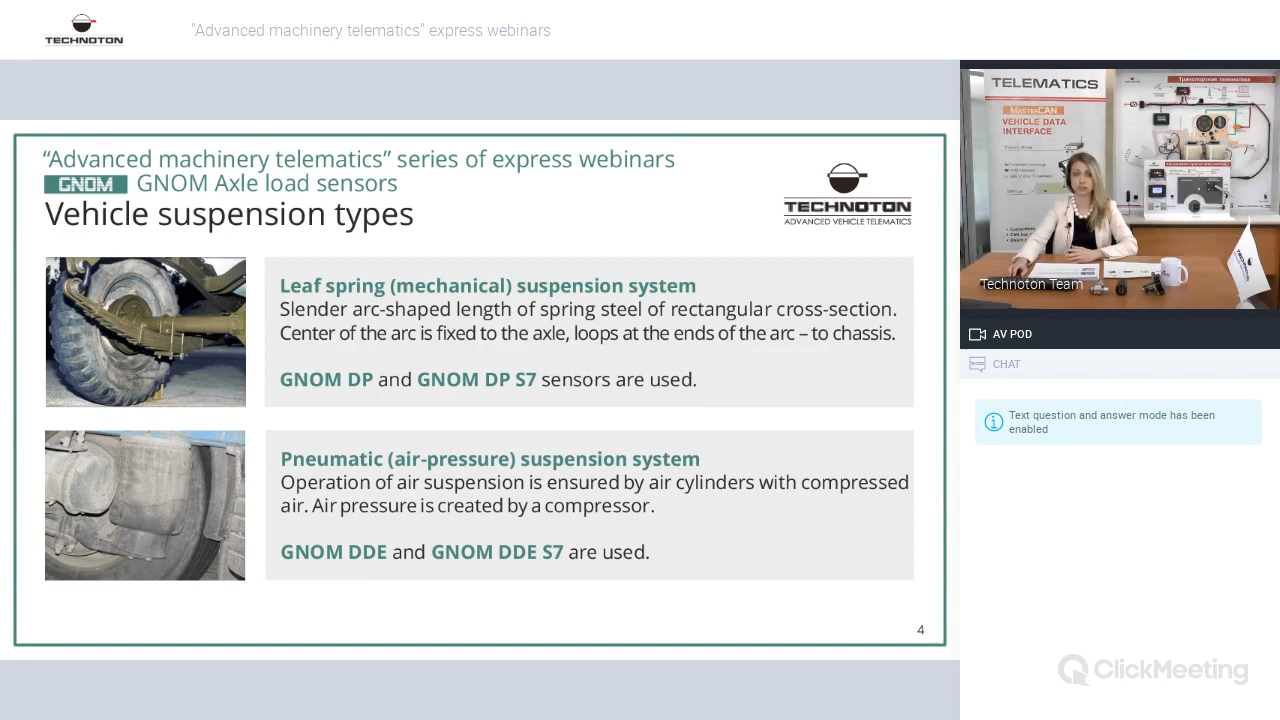 TECHNOTON
"Advanced machinery telematics" express webinars
“Advanced machinery telematics” series of express webinars
GNOM GNOM Axle load sensors
Vehicle suspension types
TECHNOTON
ADVANCED VEHICLE TELEMATICS
Leaf spring (mechanical) suspension system
Slender arc-shaped length of spring steel of rectangular cross-section.
Center of the arc is fixed to the axle, loops at the ends of the arc – to chassis.
GNOM DP and GNOM DP S7 sensors are used.
Pneumatic (air-pressure) suspension system
Operation of air suspension is ensured by air cylinders with compressed
air. Air pressure is created by a compressor.
GNOM DDE and GNOM DDE S7 are used.
4
TELEMATICS
MasterCAN
VEHICLE DATA
INTERFACE
Транспортная телематика
Technoton Team
AV POD
CHAT
Text question and answer mode has been
enabled
ClickMeeting